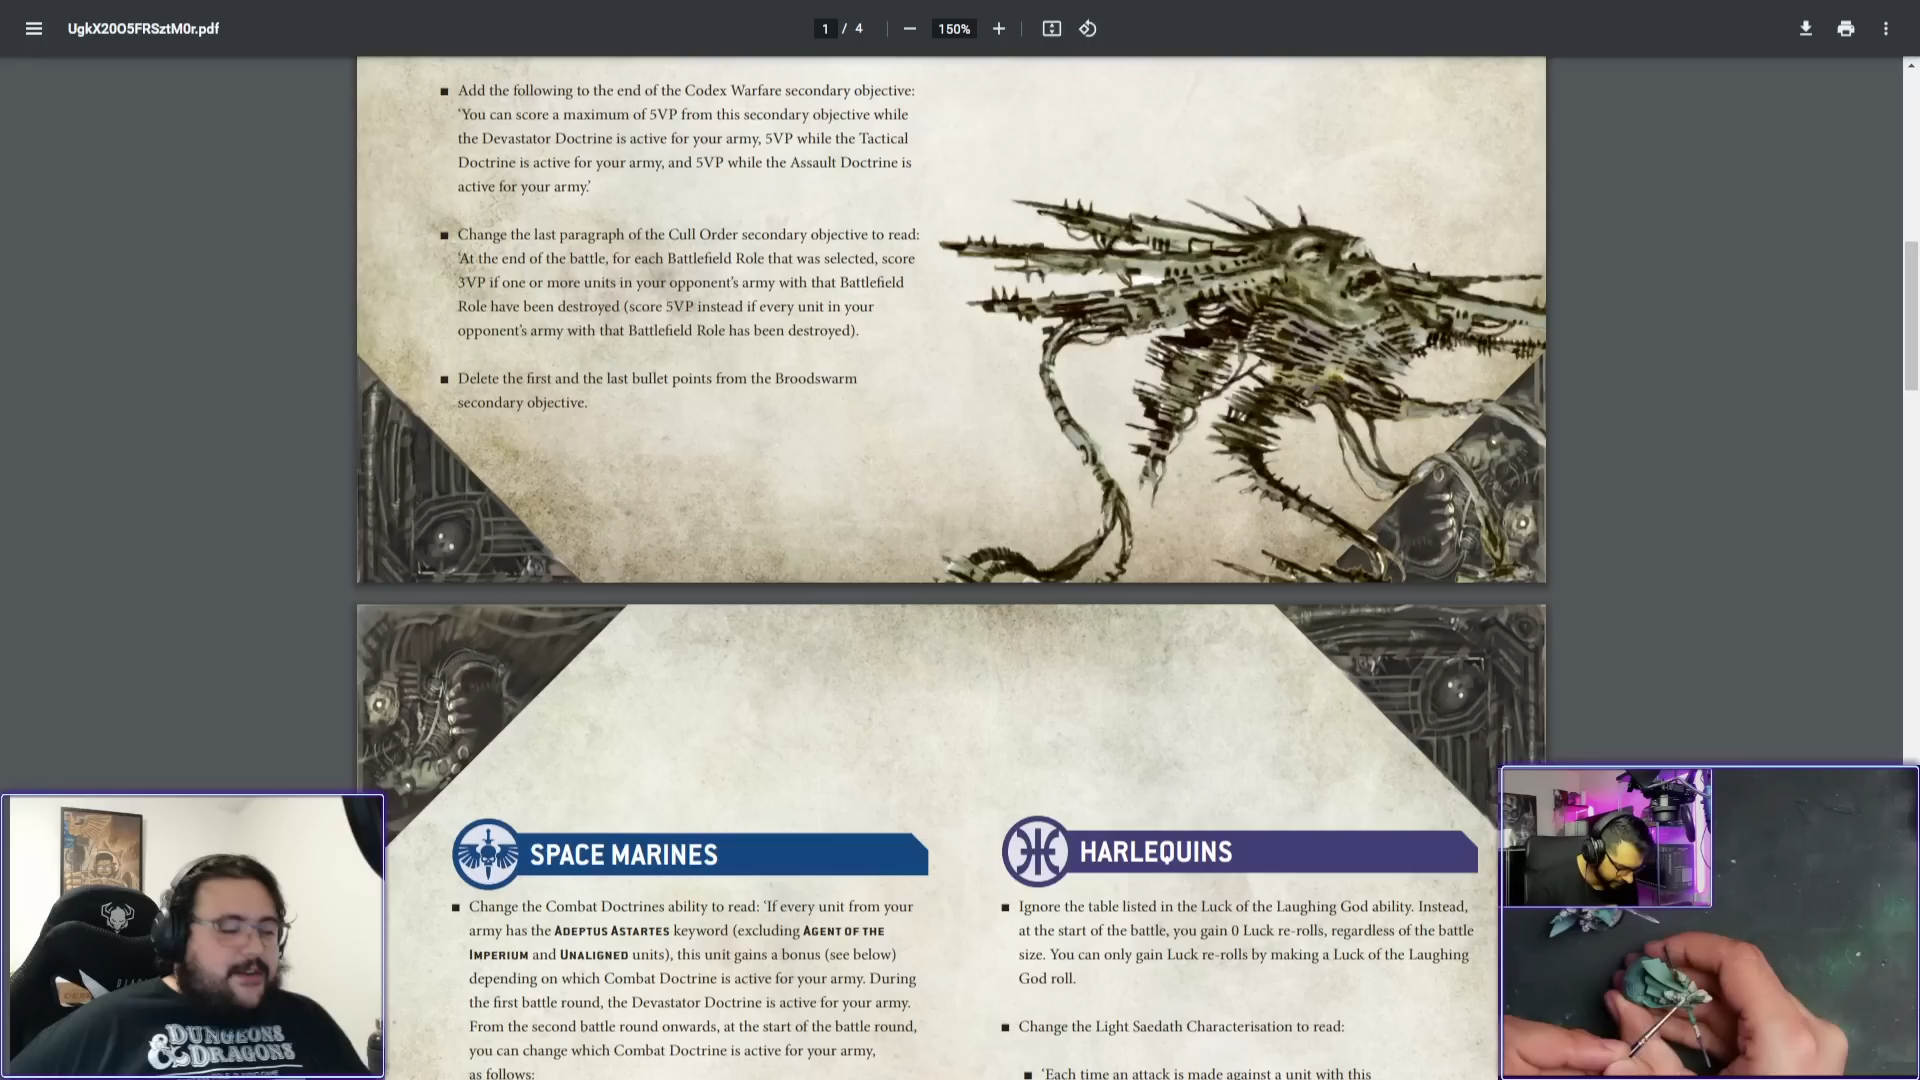 UgkX20O5FRSztM0r.pdf
1 / 4
150%
■ Add the following to the end of the Codex Warfare secondary objective:
‘You can score a maximum of 5VP from this secondary objective while
the Devastator Doctrine is active for your army, 5VP while the Tactical
Doctrine is active for your army, and 5VP while the Assault Doctrine is
active for your army.’
■ Change the last paragraph of the Cull Order secondary objective to read:
‘At the end of the battle, for each Battlefield Role that was selected, score
3VP if one or more units in your opponent’s army with that Battlefield
Role have been destroyed (score 5VP instead if every unit in your
opponent’s army with that Battlefield Role has been destroyed).
■ Delete the first and the last bullet points from the Broodswarm
secondary objective.
SPACE MARINES
■ Change the Combat Doctrines ability to read: ‘If every unit from your
army has the ADEPTUS ASTARTES keyword (excluding AGENT OF THE
IMPERIUM and UNALIGNED units), this unit gains a bonus (see below)
depending on which Combat Doctrine is active for your army. During
the first battle round, the Devastator Doctrine is active for your army.
From the second battle round onwards, at the start of the battle round,
you can change which Combat Doctrine is active for your army,
as follows:
HARLEQUINS
■ Ignore the table listed in the Luck of the Laughing God ability. Instead,
at the start of the battle, you gain 0 Luck re-rolls, regardless of the battle
size. You can only gain Luck re-rolls by making a Luck of the Laughing
God roll.
■ Change the Light Saedath Characterisation to read:
■ ‘Each time an attack is made against a unit with this
DUNGEONS
& DRAGONS